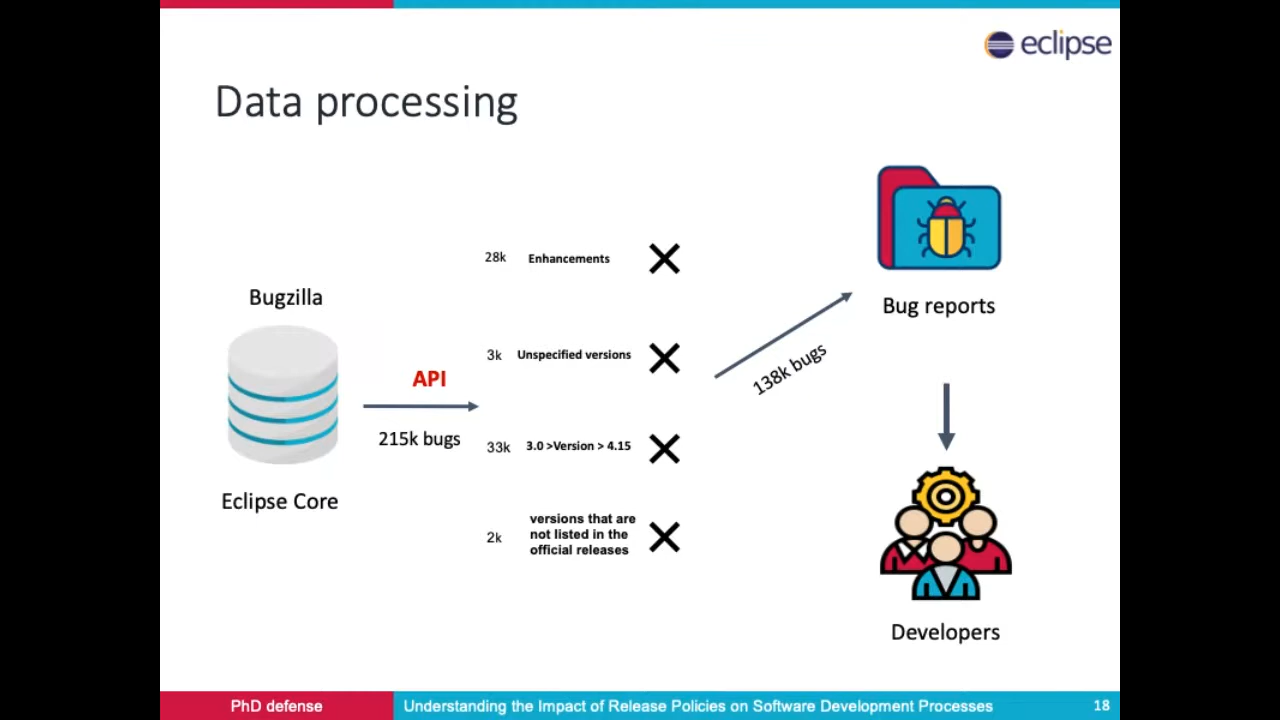 eclipse
Data processing
28k Enhancements
Bugzilla
3k Unspecified versions
API
215k bugs
33k 3.0 >Version > 4.15
Eclipse Core
2k versions that are
not listed in the
official releases
138k bugs
Bug reports
Developers
PhD defense
Understanding the Impact of Release Policies on Software Development Processes
18